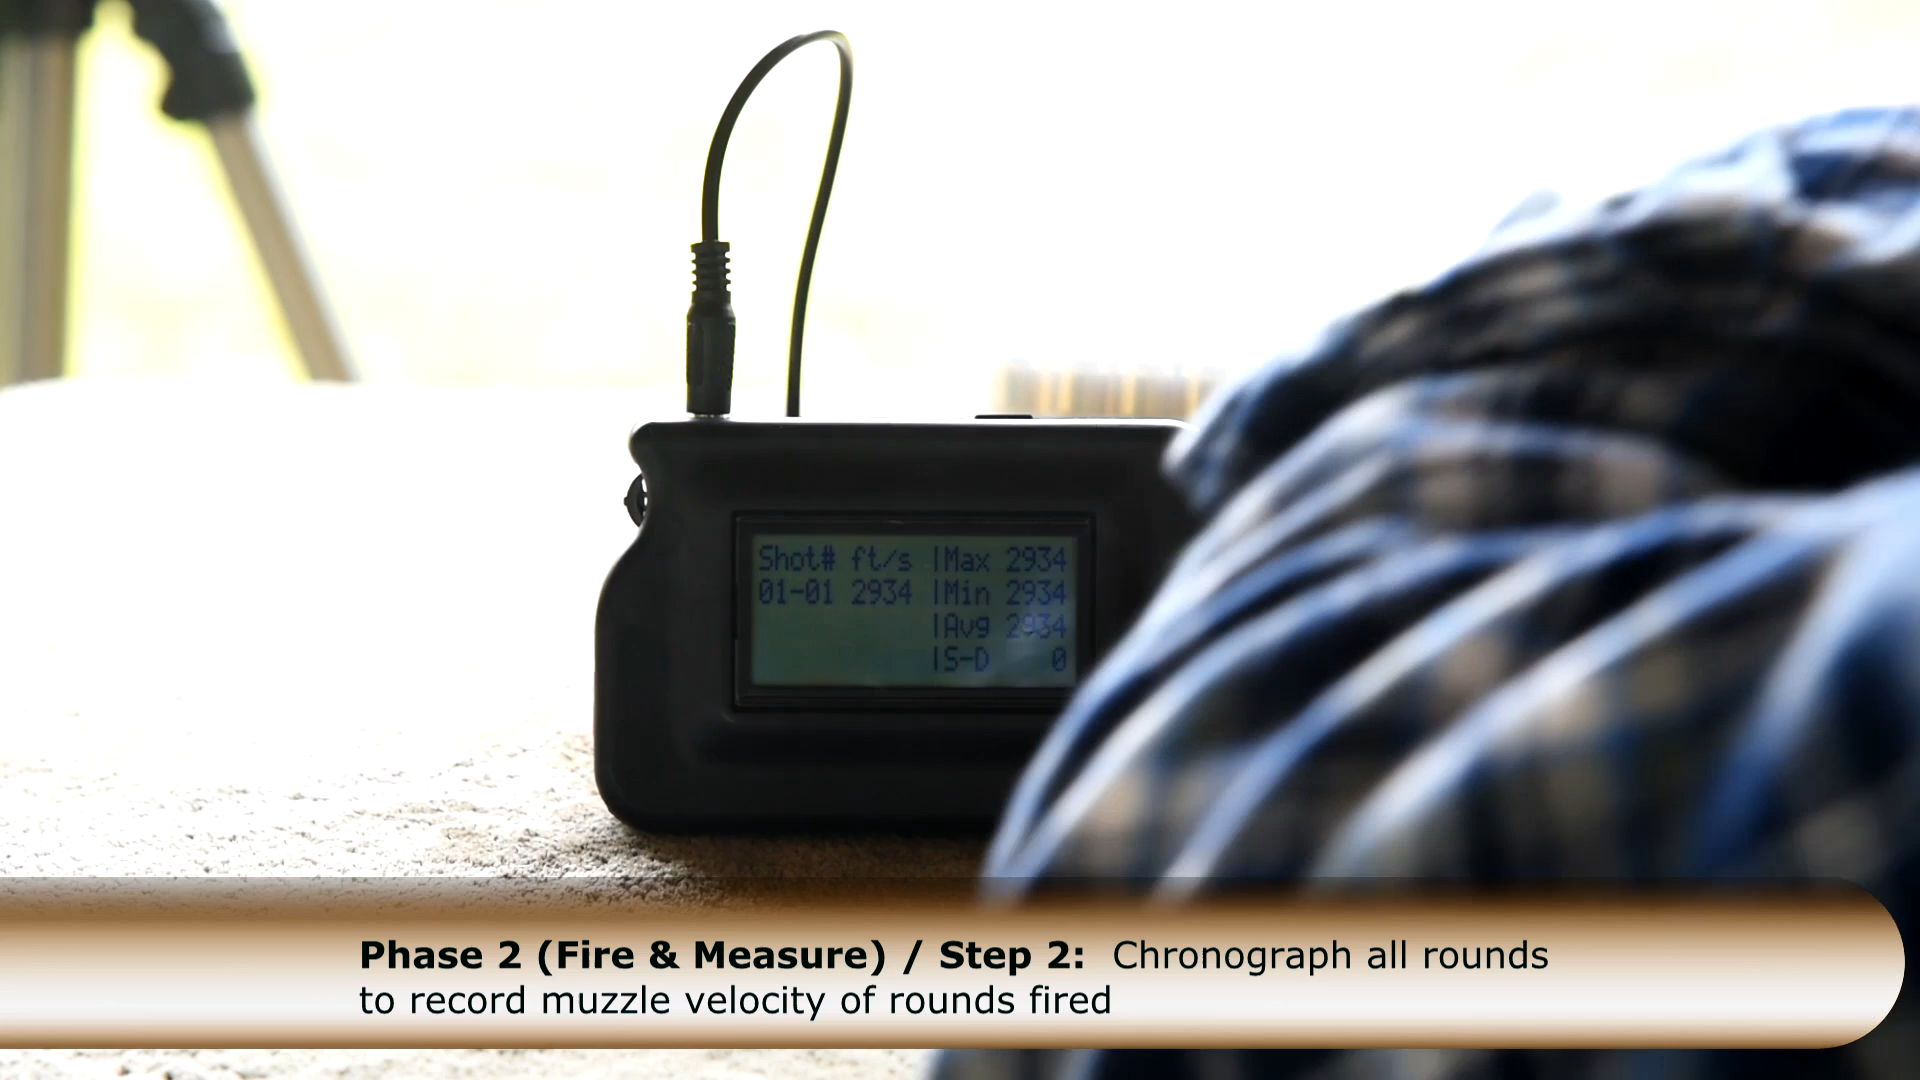 Shot# ft/s |Max 2934
01-01 2934 |Min 2934
|Avg 2934
|S-D 0
Phase 2 (Fire & Measure) / Step 2: Chronograph all rounds
to record muzzle velocity of rounds fired